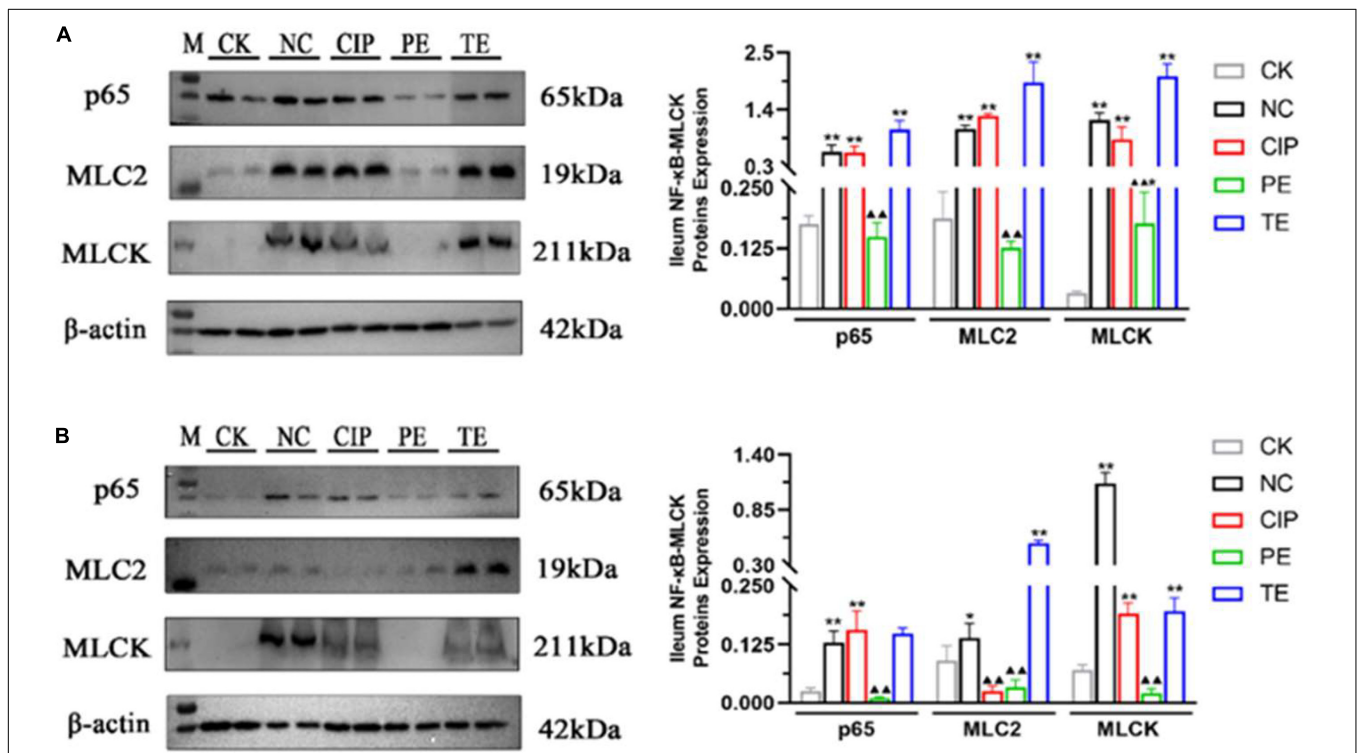 A
M CK NC CIP PE TE
p65 65kDa
MLC2 19kDa
MLCK 211kDa
β-actin 42kDa
Ileum NF-κB-MLCK
Proteins Expression
2.5
1.4
0.3
0.250
0.125
0.000
** ** ▲▲ **
** ** ▲▲ **
** ** ▲▲* **
p65 MLC2 MLCK
CK
NC
CIP
PE
TE
B
M CK NC CIP PE TE
p65 65kDa
MLC2 19kDa
MLCK 211kDa
β-actin 42kDa
Ileum NF-κB-MLCK
Proteins Expression
1.40
0.85
0.30
0.250
0.125
0.000
** ** ▲▲
* ▲▲ ▲▲ **
** ** ▲▲ **
p65 MLC2 MLCK
CK
NC
CIP
PE
TE